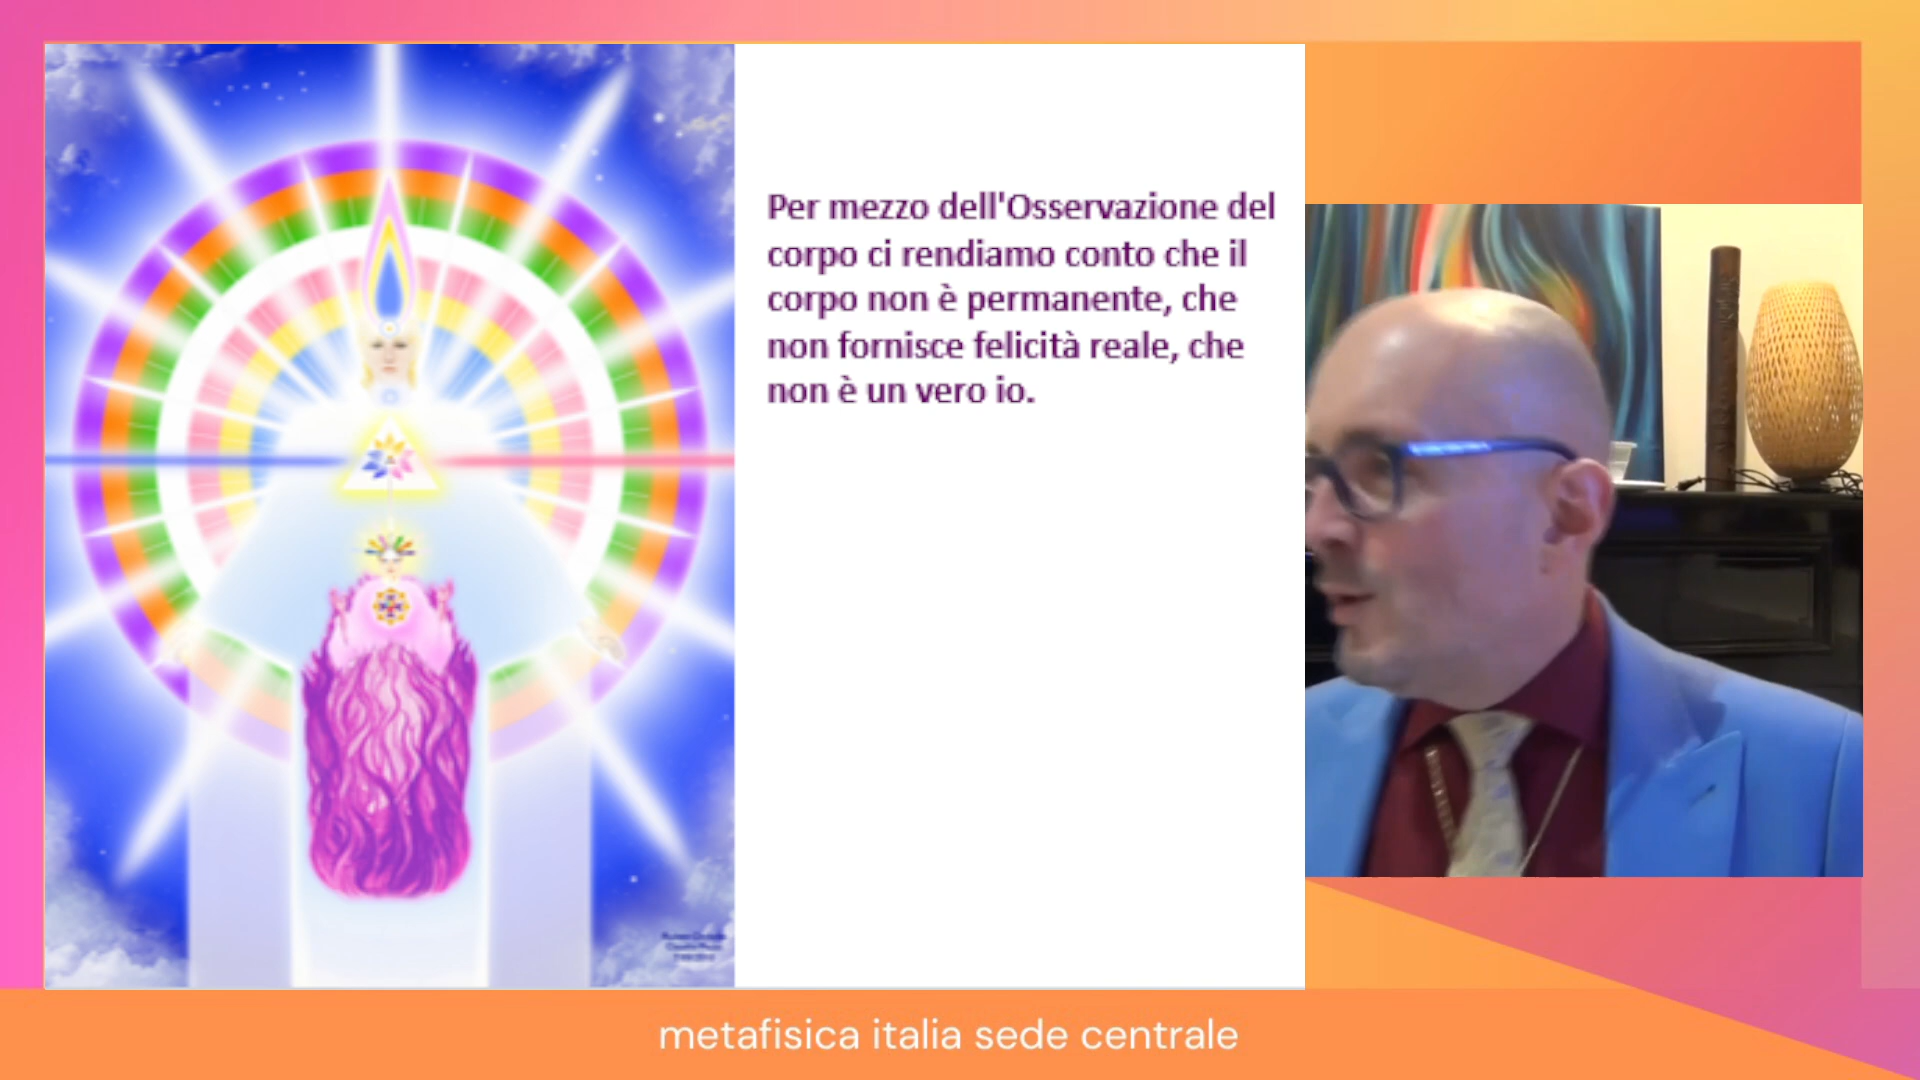 Per mezzo dell'Osservazione del
corpo ci rendiamo conto che il
corpo non è permanente, che
non fornisce felicità reale, che
non è un vero io.
metafisica italia sede centrale